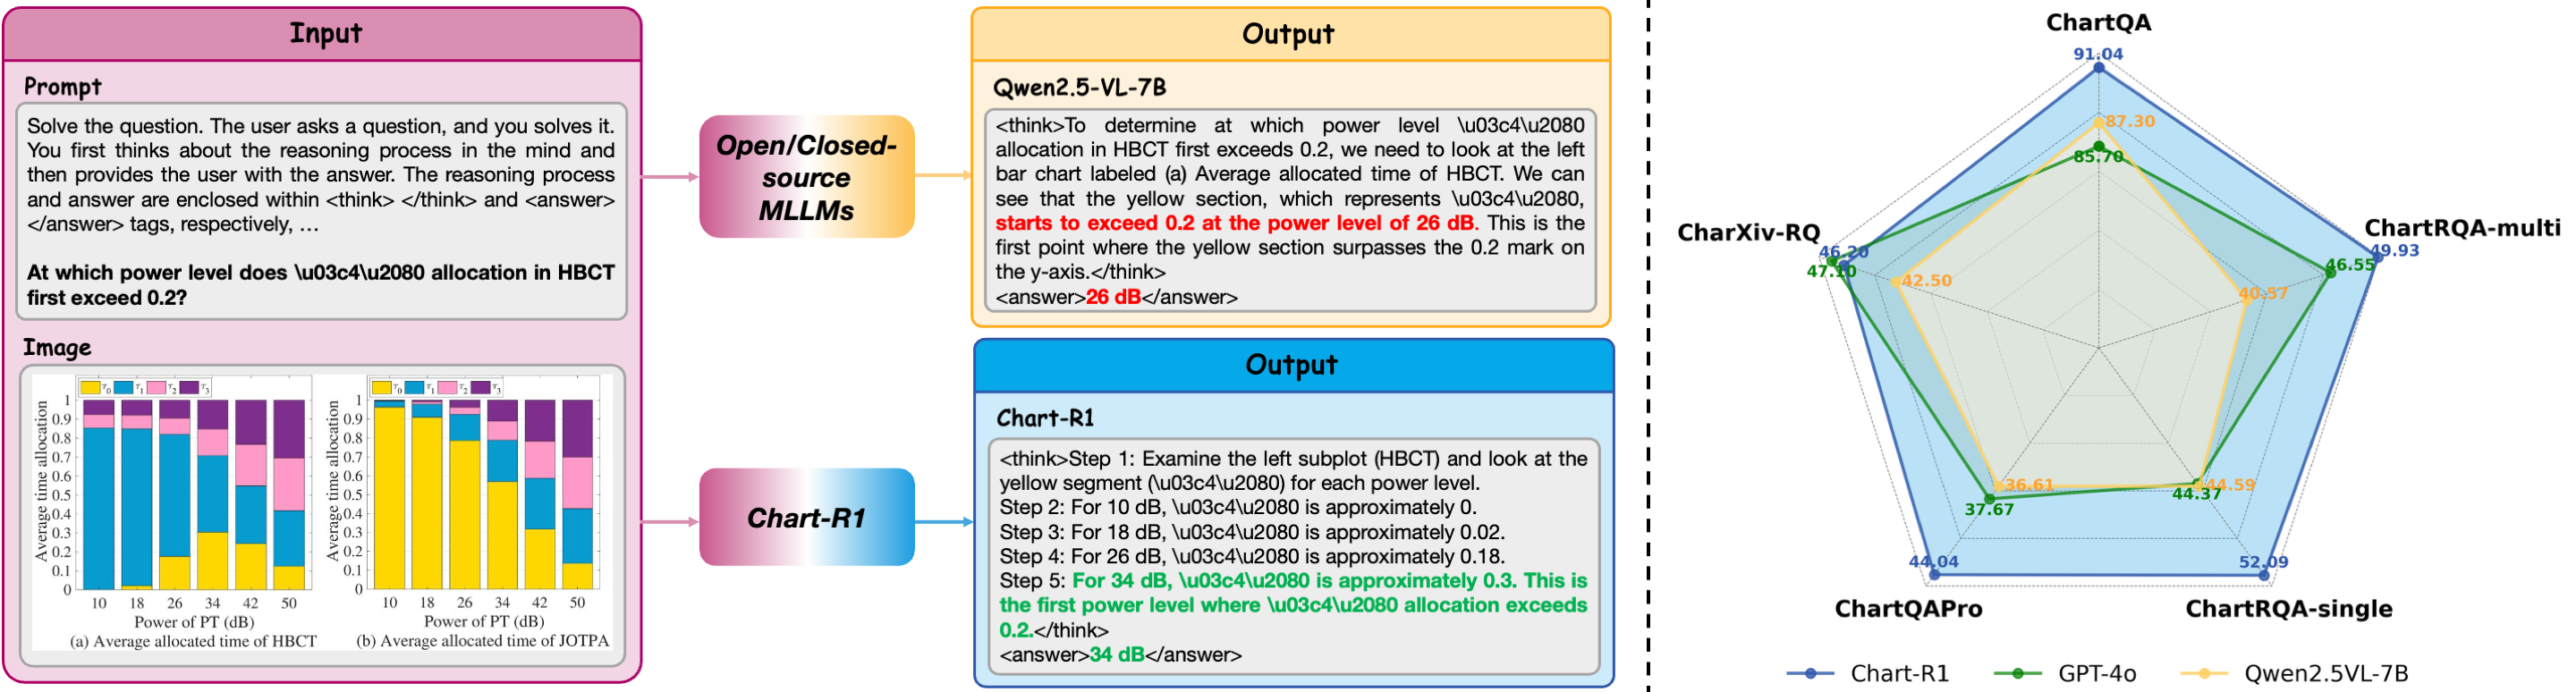 Input
Prompt
Solve the question. The user asks a question, and you solves it.
You first thinks about the reasoning process in the mind and
then provides the user with the answer. The reasoning process
and answer are enclosed within <think> </think> and <answer>
</answer> tags, respectively, …
At which power level does \u03c4\u2080 allocation in HBCT
first exceed 0.2?
Image
τ0 τ1 τ2 τ3
Average time allocation
1
0.9
0.8
0.7
0.6
0.5
0.4
0.3
0.2
0.1
0
10 18 26 34 42 50
Power of PT (dB)
(a) Average allocated time of HBCT
τ0 τ1 τ2 τ3
Average time allocation
1
0.9
0.8
0.7
0.6
0.5
0.4
0.3
0.2
0.1
0
10 18 26 34 42 50
Power of PT (dB)
(b) Average allocated time of JOTPA
Open/Closed-
source
MLLMs
Chart-R1
Output
Qwen2.5-VL-7B
<think>To determine at which power level \u03c4\u2080
allocation in HBCT first exceeds 0.2, we need to look at the left
bar chart labeled (a) Average allocated time of HBCT. We can
see that the yellow section, which represents \u03c4\u2080,
starts to exceed 0.2 at the power level of 26 dB. This is the
first point where the yellow section surpasses the 0.2 mark on
the y-axis.</think>
<answer>26 dB</answer>
Output
Chart-R1
<think>Step 1: Examine the left subplot (HBCT) and look at the
yellow segment (\u03c4\u2080) for each power level.
Step 2: For 10 dB, \u03c4\u2080 is approximately 0.
Step 3: For 18 dB, \u03c4\u2080 is approximately 0.02.
Step 4: For 26 dB, \u03c4\u2080 is approximately 0.18.
Step 5: For 34 dB, \u03c4\u2080 is approximately 0.3. This is
the first power level where \u03c4\u2080 allocation exceeds
0.2.</think>
<answer>34 dB</answer>
ChartQA
91.04
87.30
85.70
ChartRQA-multi
49.93
46.55
40.57
CharXiv-RQ
46.20
47.10
42.50
36.61
37.67
44.04
ChartQAPro
44.59
44.37
52.09
ChartRQA-single
Chart-R1 GPT-4o Qwen2.5VL-7B